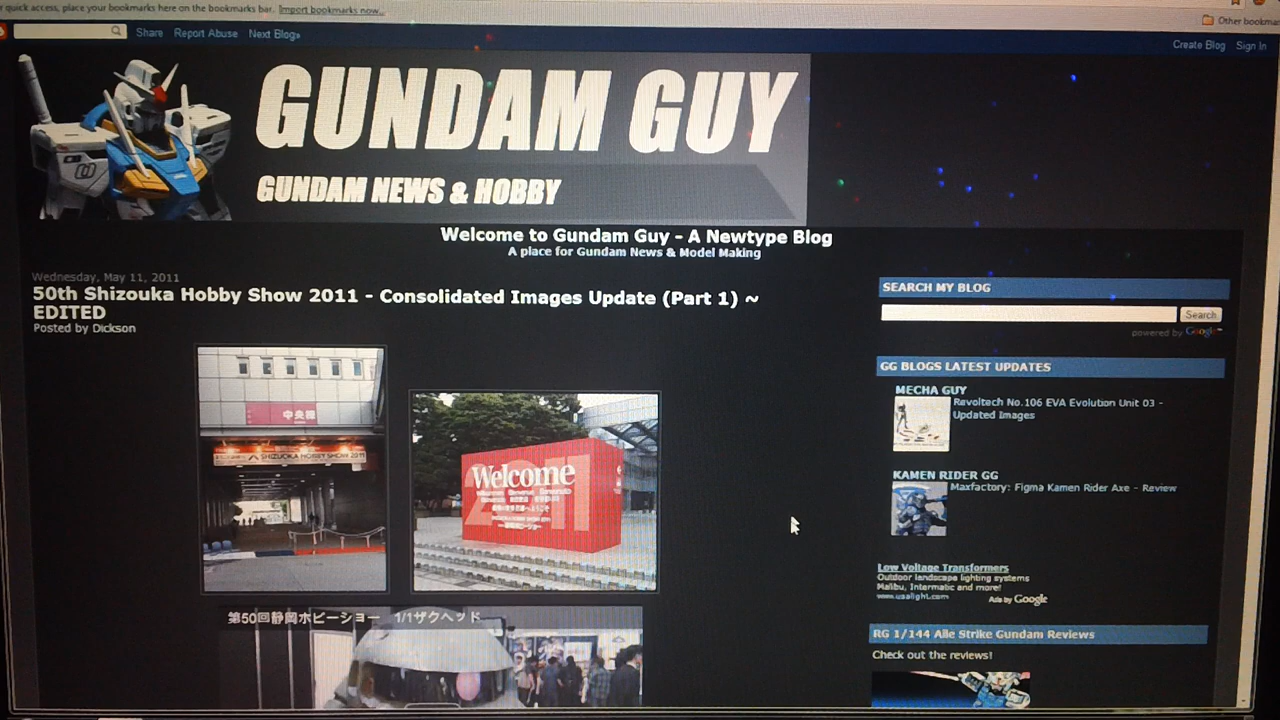 r quick access, place your bookmarks here on the bookmarks bar. Import bookmarks now...
Other bookmar
Share Report Abuse Next Blog»
Create Blog Sign In
GUNDAM GUY
GUNDAM NEWS & HOBBY
Welcome to Gundam Guy - A Newtype Blog
A place for Gundam News & Model Making
Wednesday, May 11, 2011
50th Shizouka Hobby Show 2011 - Consolidated Images Update (Part 1) ~
EDITED
Posted by Dickson
中央棟
SHIZUOKA HOBBY SHOW 2011
Welcome
2011
第50回静岡ホビーショー 1/1ザクヘッド
SEARCH MY BLOG
Search
powered by Google™
GG BLOGS LATEST UPDATES
MECHA GUY
Revoltech No.106 EVA Evolution Unit 03 -
Updated Images
KAMEN RIDER GG
Maxfactory: Figma Kamen Rider Axe - Review
Low Voltage Transformers
Outdoor landscape lighting systems
Malibu, Intermatic and more!
www.usalight.com
Ads by Google
RG 1/144 Aile Strike Gundam Reviews
Check out the reviews!